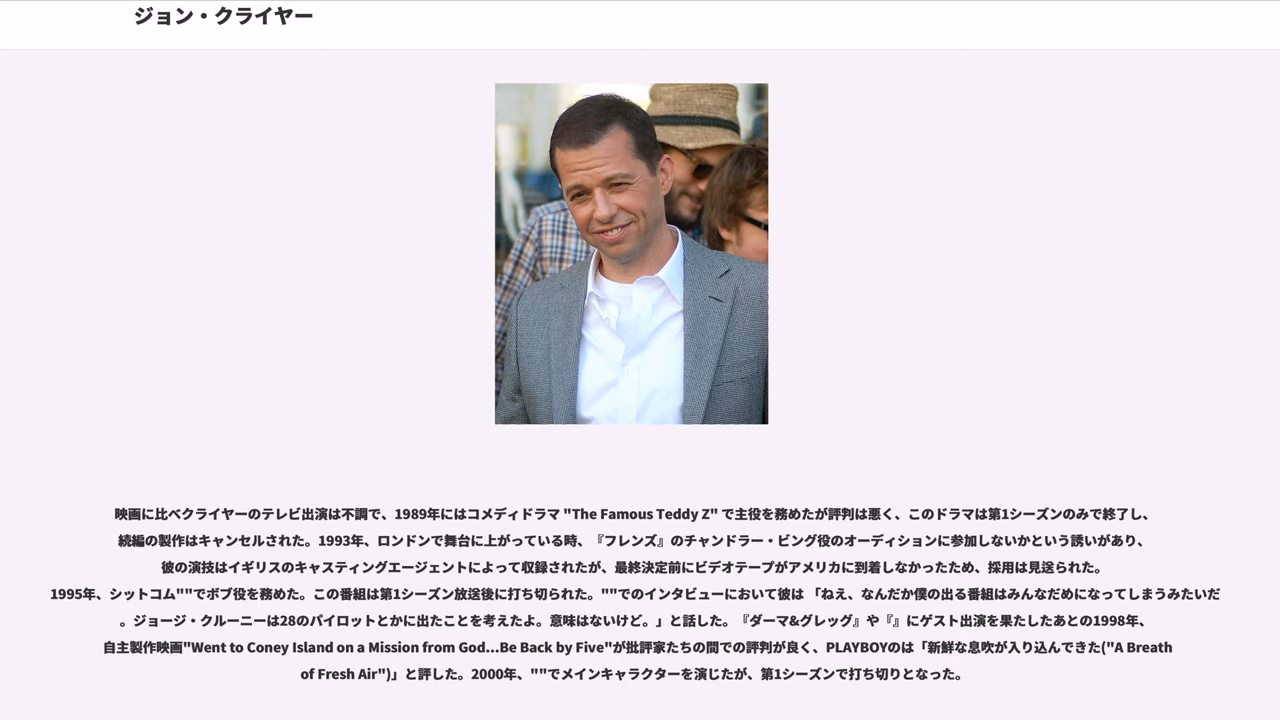 ジョン・クライヤー
映画に比べクライヤーのテレビ出演は不調で、1989年にはコメディドラマ "The Famous Teddy Z" で主役を務めたが評判は悪く、このドラマは第1シーズンのみで終了し、
続編の製作はキャンセルされた。1993年、ロンドンで舞台に上がっている時、『フレンズ』のチャンドラー・ビング役のオーディションに参加しないかという誘いがあり、
彼の演技はイギリスのキャスティングエージェントによって収録されたが、最終決定前にビデオテープがアメリカに到着しなかったため、採用は見送られた。
1995年、シットコム""でボブ役を務めた。この番組は第1シーズン放送後に打ち切られた。""でのインタビューにおいて彼は 「ねえ、なんだか僕の出る番組はみんなだめになってしまうみたいだ
。ジョージ・クルーニーは28のパイロットとかに出たことを考えたよ。意味はないけど。」と話した。『ダーマ&グレッグ』や『』にゲスト出演を果たしたあとの1998年、
自主製作映画"Went to Coney Island on a Mission from God...Be Back by Five"が批評家たちの間での評判が良く、PLAYBOYのは「新鮮な息吹が入り込んできた("A Breath
of Fresh Air")」と評した。2000年、""でメインキャラクターを演じたが、第1シーズンで打ち切りとなった。